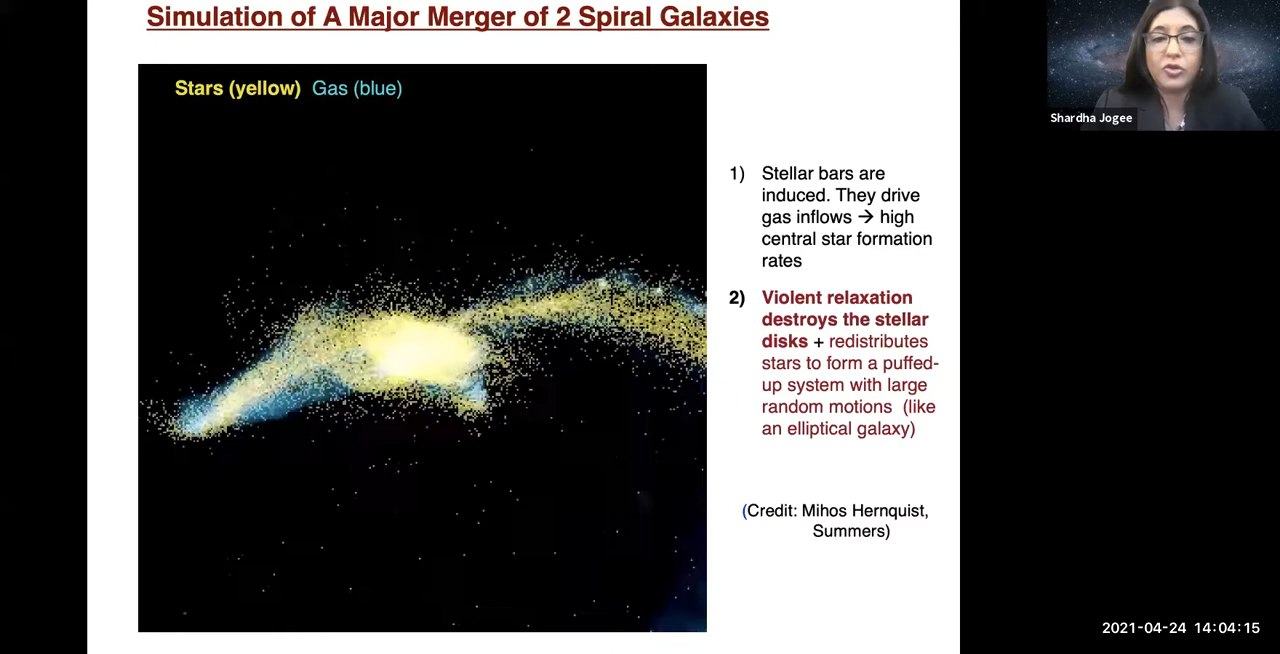 Simulation of A Major Merger of 2 Spiral Galaxies
Stars (yellow) Gas (blue)
Shardha Jogee
1) Stellar bars are
induced. They drive
gas inflows → high
central star formation
rates
2) Violent relaxation
destroys the stellar
disks + redistributes
stars to form a puffed-
up system with large
random motions (like
an elliptical galaxy)
(Credit: Mihos Hernquist,
Summers)
2021-04-24 14:04:15